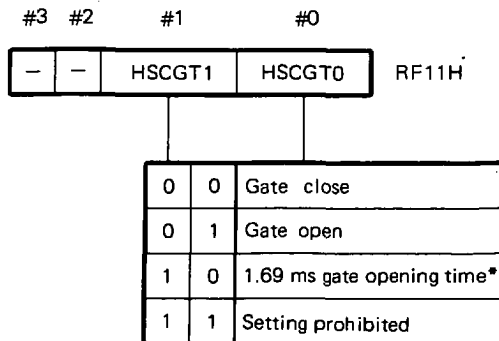 #3 #2 #1 #0
— — HSCGT1 HSCGT0 RF11H
0 0 Gate close
0 1 Gate open
1 0 1.69 ms gate opening time*
1 1 Setting prohibited